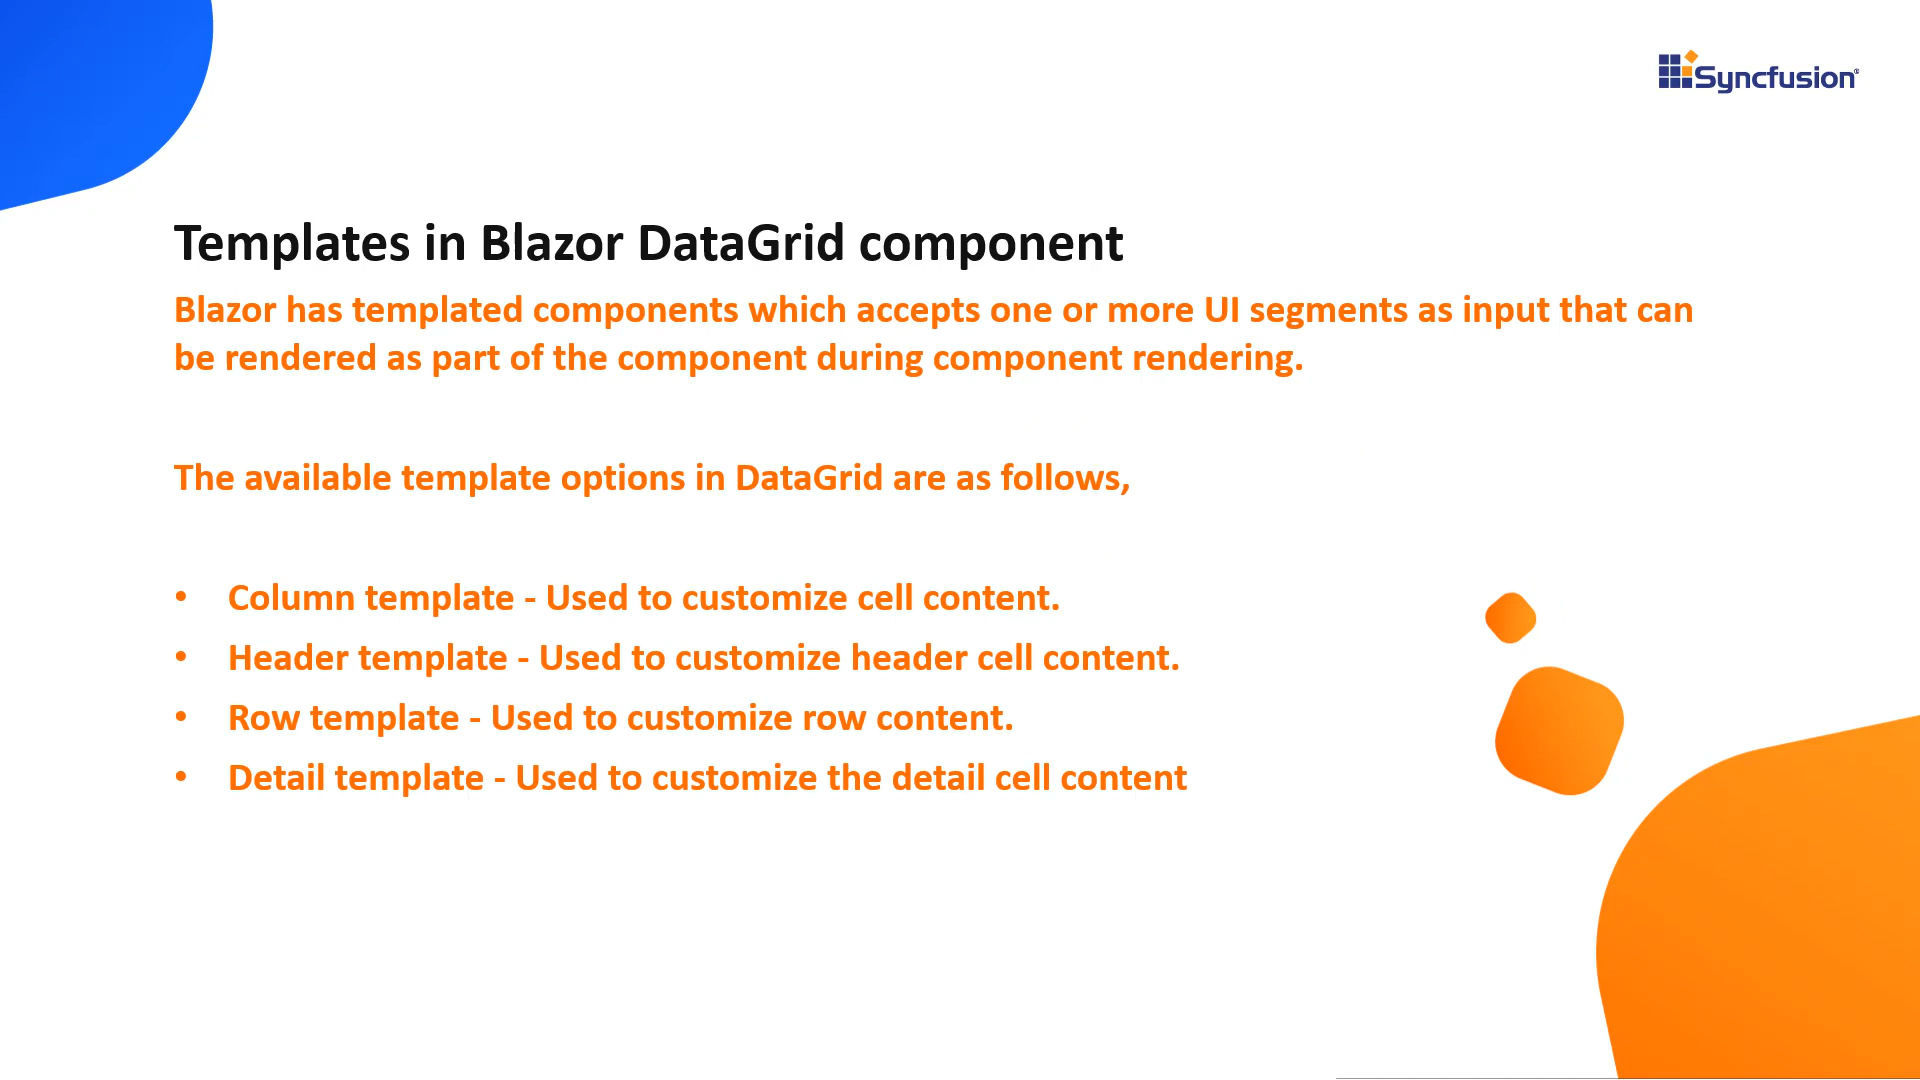 Syncfusion®
Templates in Blazor DataGrid component
Blazor has templated components which accepts one or more UI segments as input that can
be rendered as part of the component during component rendering.
The available template options in DataGrid are as follows,
• Column template - Used to customize cell content.
• Header template - Used to customize header cell content.
• Row template - Used to customize row content.
• Detail template - Used to customize the detail cell content